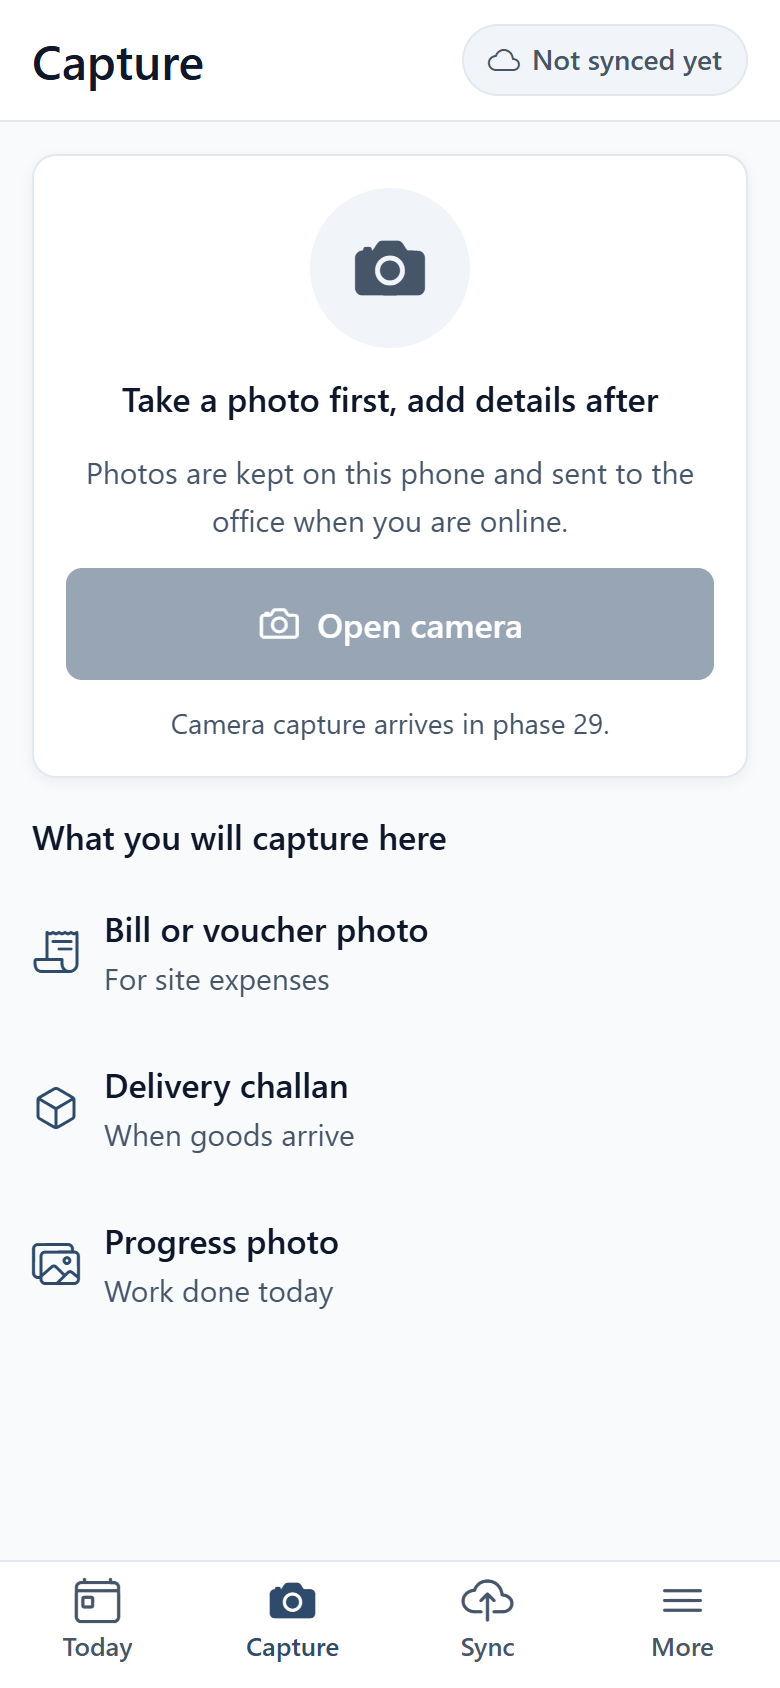 Capture
Not synced yet
Take a photo first, add details after
Photos are kept on this phone and sent to the
office when you are online.
Open camera
Camera capture arrives in phase 29.
What you will capture here
Bill or voucher photo
For site expenses
Delivery challan
When goods arrive
Progress photo
Work done today
Today
Capture
Sync
More